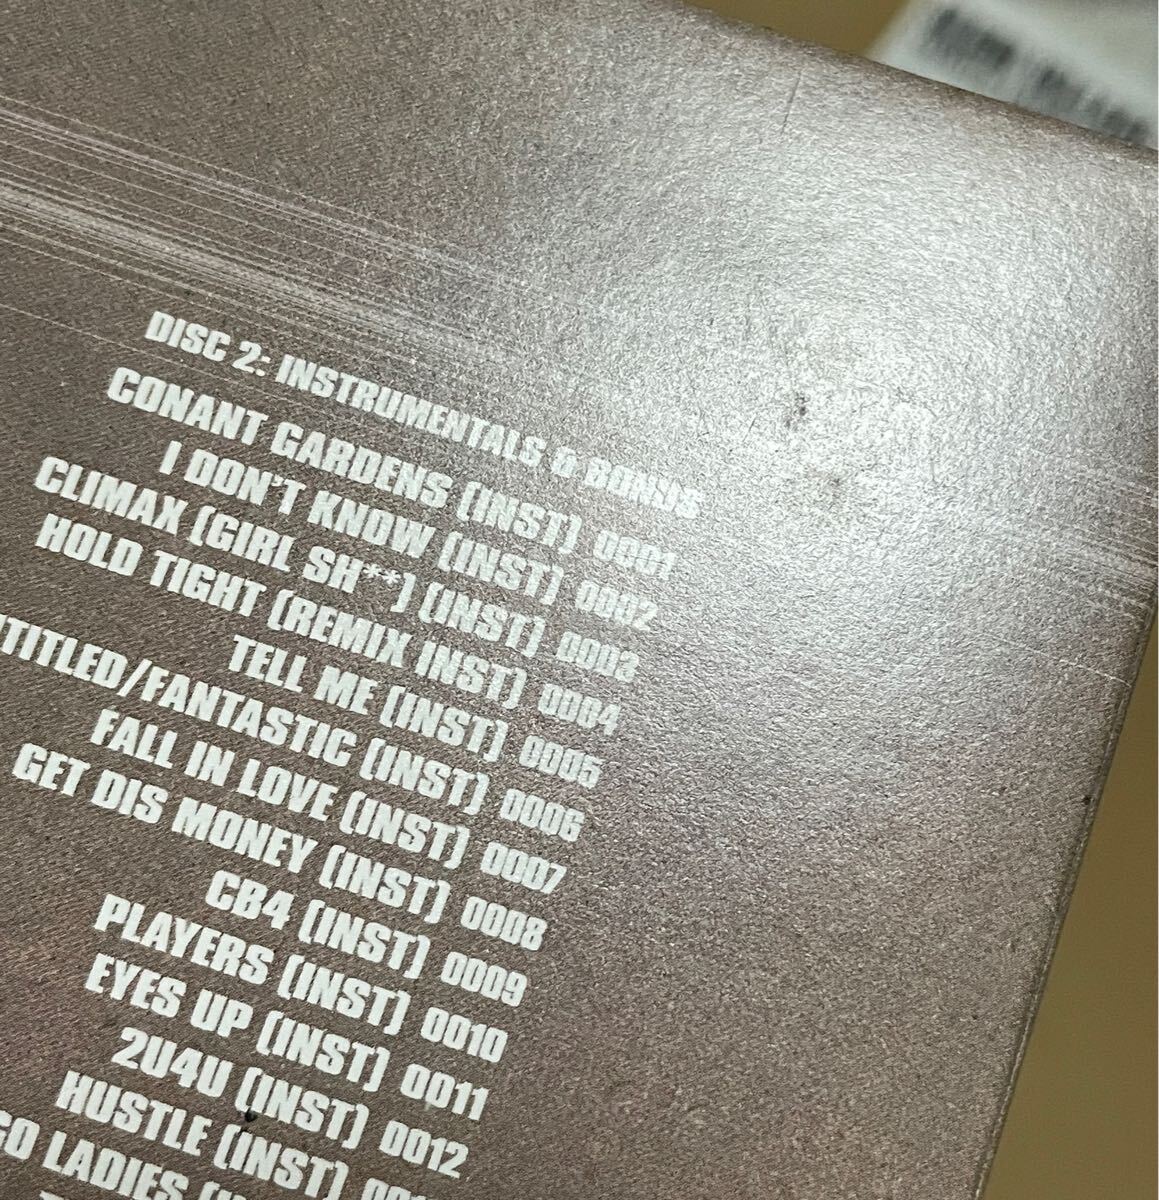 DISC 2: INSTRUMENTALS & BONUS
CONANT GARDENS (INST) 0001
I DON'T KNOW (INST) 0002
CLIMAX (GIRL SH**) (INST) 0003
HOLD TIGHT (REMIX INST) 0004
TELL ME (INST) 0005
TITLED/FANTASTIC (INST) 0006
FALL IN LOVE (INST) 0007
GET DIS MONEY (INST) 0008
CB4 (INST) 0009
PLAYERS (INST) 0010
EYES UP (INST) 0011
2U4U (INST) 0012
HUSTLE (INST)
GO LADIES